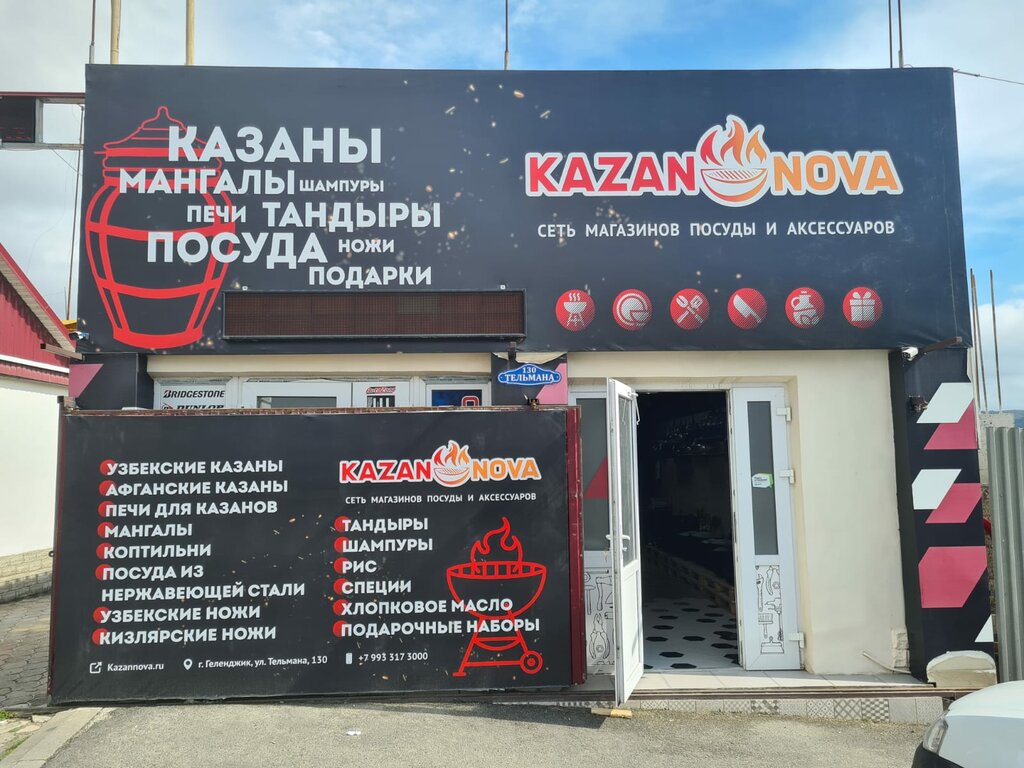 КАЗАНЫ
МАНГАЛЫ ШАМПУРЫ
ПЕЧИ ТАНДЫРЫ
ПОСУДА НОЖИ
ПОДАРКИ
KAZAN NOVA
СЕТЬ МАГАЗИНОВ ПОСУДЫ И АКСЕССУАРОВ
130
ТЕЛЬМАНА
BRIDGESTONE
DUNLOP
УЗБЕКСКИЕ КАЗАНЫ
АФГАНСКИЕ КАЗАНЫ
ПЕЧИ ДЛЯ КАЗАНОВ
МАНГАЛЫ
КОПТИЛЬНИ
ПОСУДА ИЗ
НЕРЖАВЕЮЩЕЙ СТАЛИ
УЗБЕКСКИЕ НОЖИ
КИЗЛЯРСКИЕ НОЖИ
KAZAN NOVA
СЕТЬ МАГАЗИНОВ ПОСУДЫ И АКСЕССУАРОВ
ТАНДЫРЫ
ШАМПУРЫ
РИС
СПЕЦИИ
ХЛОПКОВОЕ МАСЛО
ПОДАРОЧНЫЕ НАБОРЫ
Kazannova.ru
г. Геленджик, ул. Тельмана, 130
+7 993 317 3000